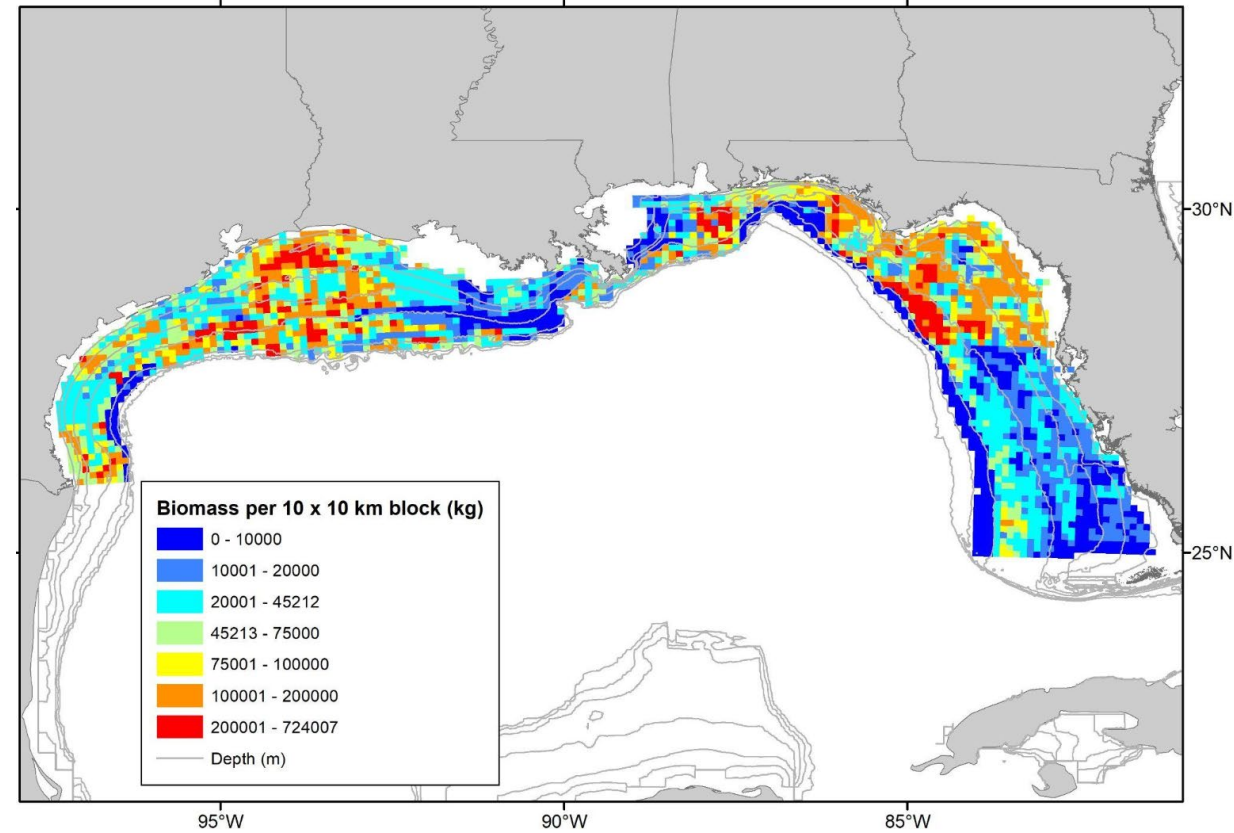 30°N
25°N
Biomass per 10 x 10 km block (kg)
0 - 10000
10001 - 20000
20001 - 45212
45213 - 75000
75001 - 100000
100001 - 200000
200001 - 724007
Depth (m)
95°W 90°W 85°W